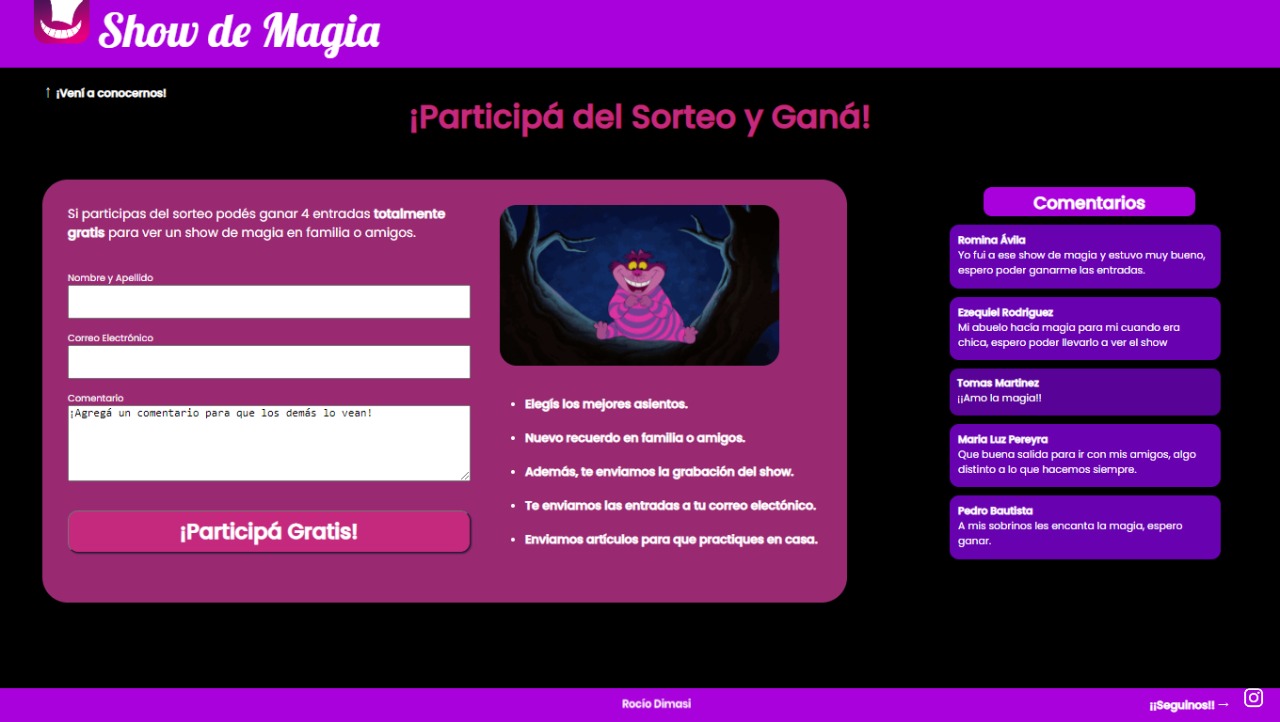 Show de Magia
↑ ¡Vení a conocernos!
¡Participá del Sorteo y Ganá!
Si participas del sorteo podés ganar 4 entradas totalmente
gratis para ver un show de magia en familia o amigos.
Nombre y Apellido
Correo Electrónico
Comentario
¡Agregá un comentario para que los demás lo vean!
¡Participá Gratis!
• Elegís los mejores asientos.
• Nuevo recuerdo en familia o amigos.
• Además, te enviamos la grabación del show.
• Te enviamos las entradas a tu correo electónico.
• Enviamos artículos para que practiques en casa.
Comentarios
Romina Ávila
Yo fui a ese show de magia y estuvo muy bueno,
espero poder ganarme las entradas.
Ezequiel Rodriguez
Mi abuelo hacia magia para mi cuando era
chica, espero poder llevarlo a ver el show
Tomas Martinez
¡¡Amo la magia!!
Maria Luz Pereyra
Que buena salida para ir con mis amigos, algo
distinto a lo que hacemos siempre.
Pedro Bautista
A mis sobrinos les encanta la magia, espero
ganar.
Rocío Dimasi
¡¡Seguinos!! →